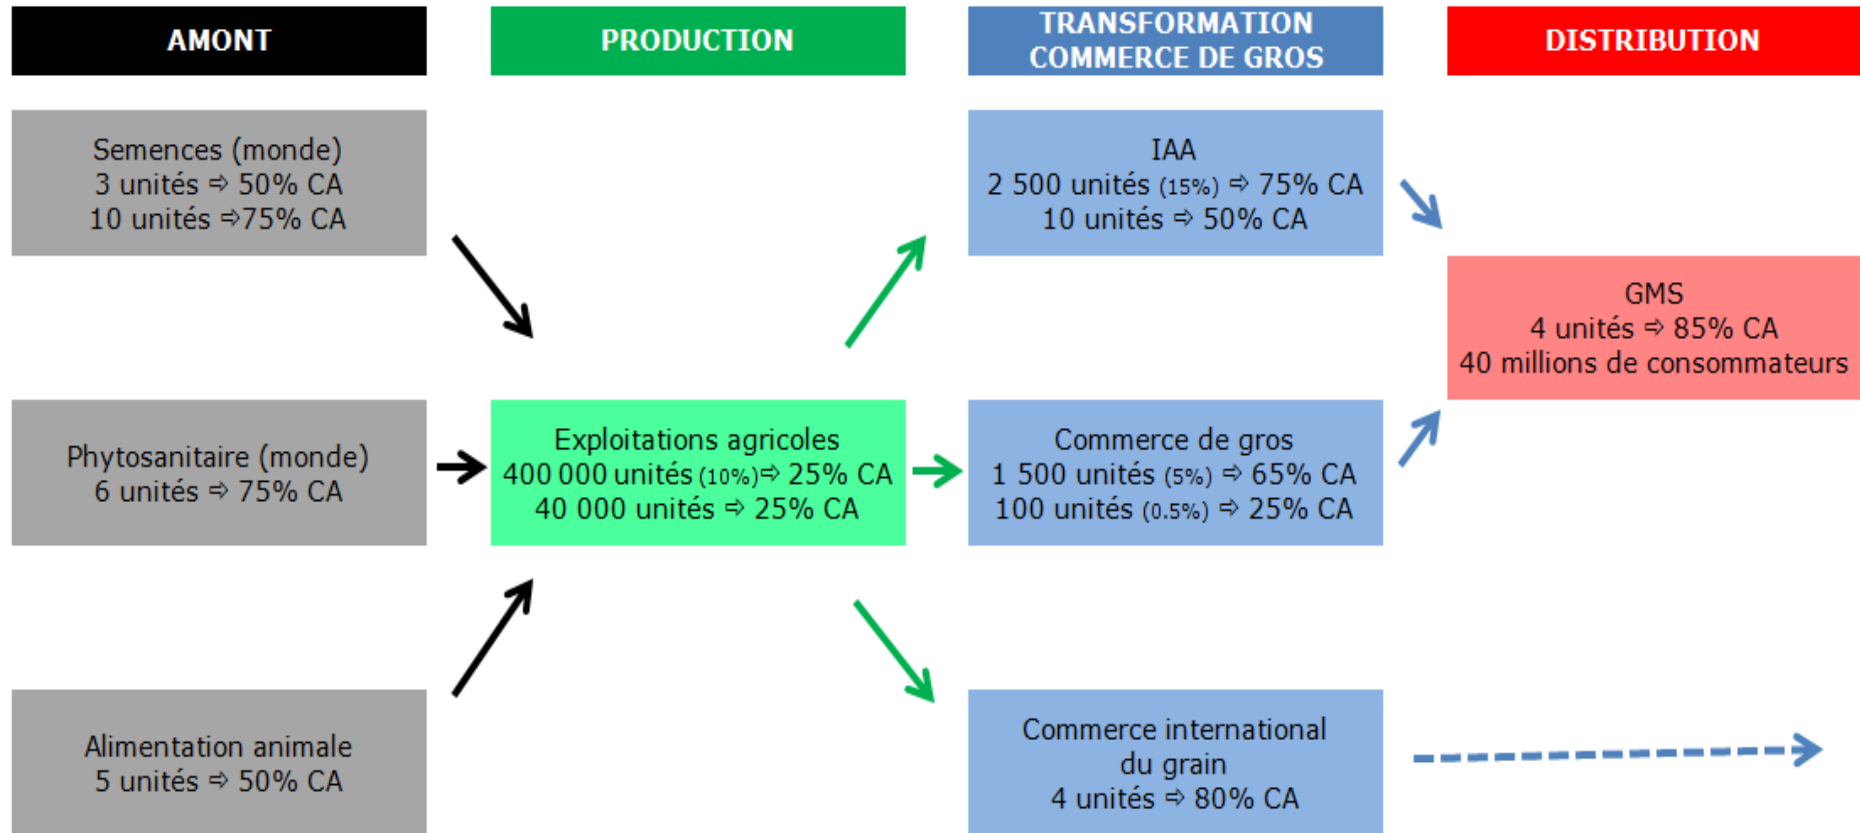 AMONT
PRODUCTION
TRANSFORMATION
COMMERCE DE GROS
DISTRIBUTION
Semences (monde)
3 unités ⇨ 50% CA
10 unités ⇨75% CA
Phytosanitaire (monde)
6 unités ⇨ 75% CA
Alimentation animale
5 unités ⇨ 50% CA
Exploitations agricoles
400 000 unités (10%)⇨ 25% CA
40 000 unités ⇨ 25% CA
IAA
2 500 unités (15%) ⇨ 75% CA
10 unités ⇨ 50% CA
Commerce de gros
1 500 unités (5%) ⇨ 65% CA
100 unités (0.5%) ⇨ 25% CA
Commerce international
du grain
4 unités ⇨ 80% CA
GMS
4 unités ⇨ 85% CA
40 millions de consommateurs